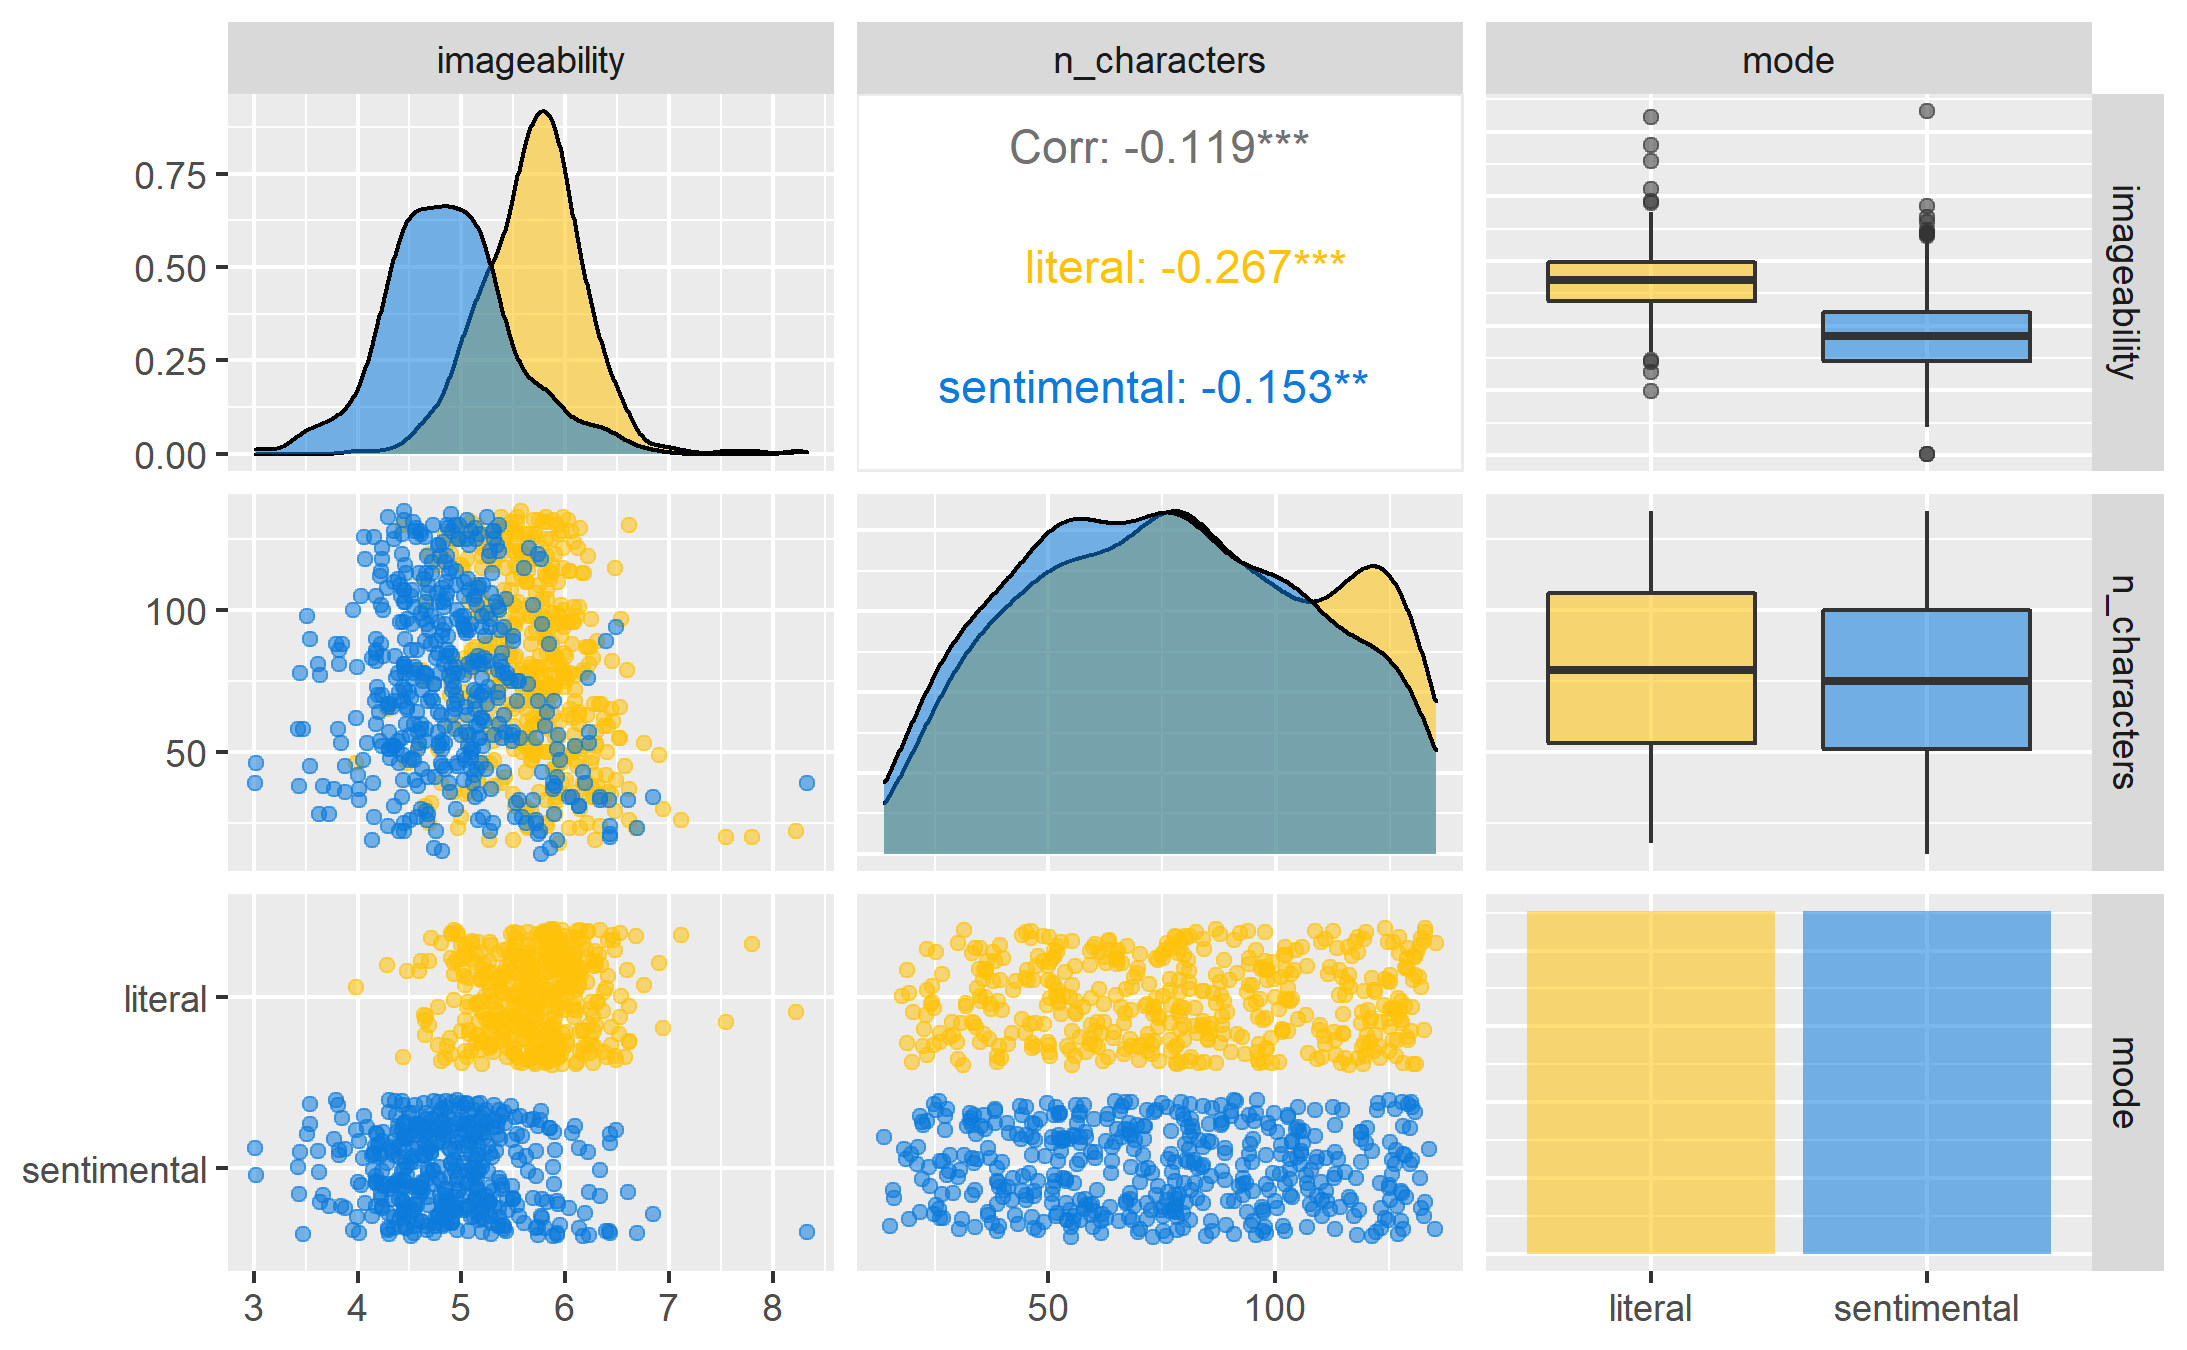 imageability
n_characters
mode
0.75
0.50
0.25
0.00
Corr: -0.119***
literal: -0.267***
sentimental: -0.153**
imageability
100
50
n_characters
literal
sentimental
mode
3 4 5 6 7 8
50 100
literal sentimental